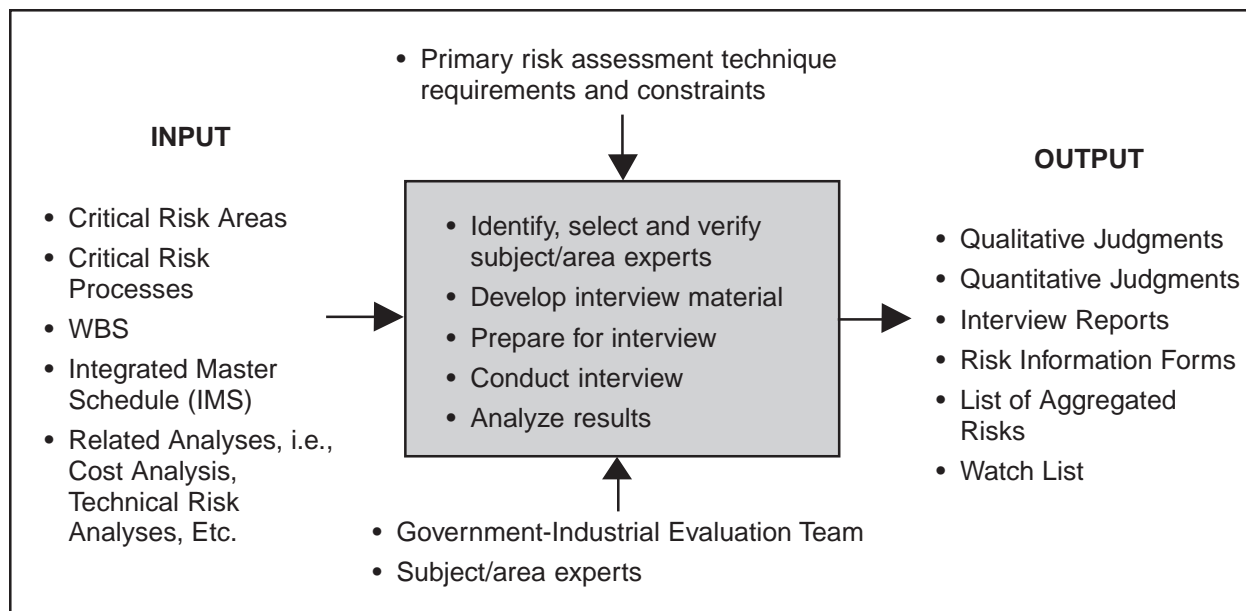 • Primary risk assessment technique
requirements and constraints
INPUT
• Critical Risk Areas
• Critical Risk
Processes
• WBS
• Integrated Master
Schedule (IMS)
• Related Analyses, i.e.,
Cost Analysis,
Technical Risk
Analyses, Etc.
• Identify, select and verify
subject/area experts
• Develop interview material
• Prepare for interview
• Conduct interview
• Analyze results
• Government-Industrial Evaluation Team
• Subject/area experts
OUTPUT
• Qualitative Judgments
• Quantitative Judgments
• Interview Reports
• Risk Information Forms
• List of Aggregated
Risks
• Watch List